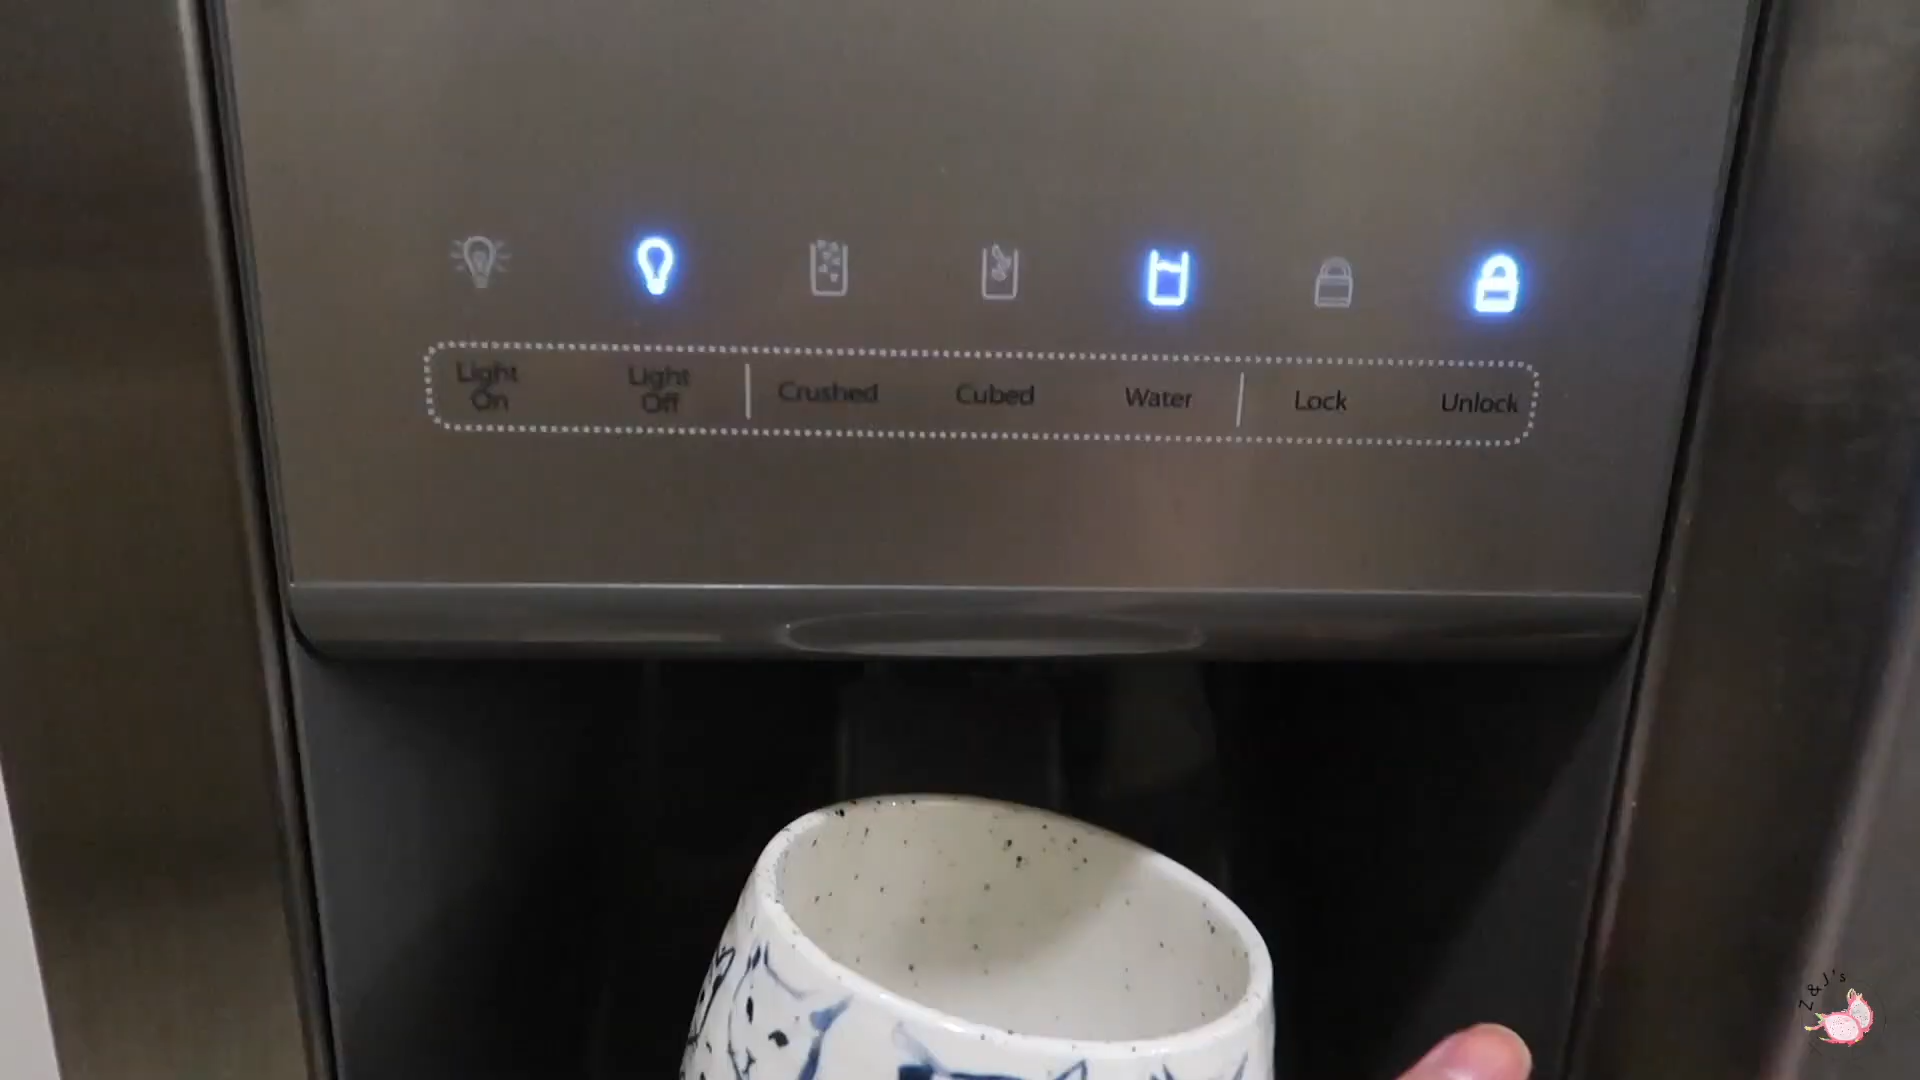 Light On
Light Off
Crushed
Cubed
Water
Lock
Unlock
Z & J's